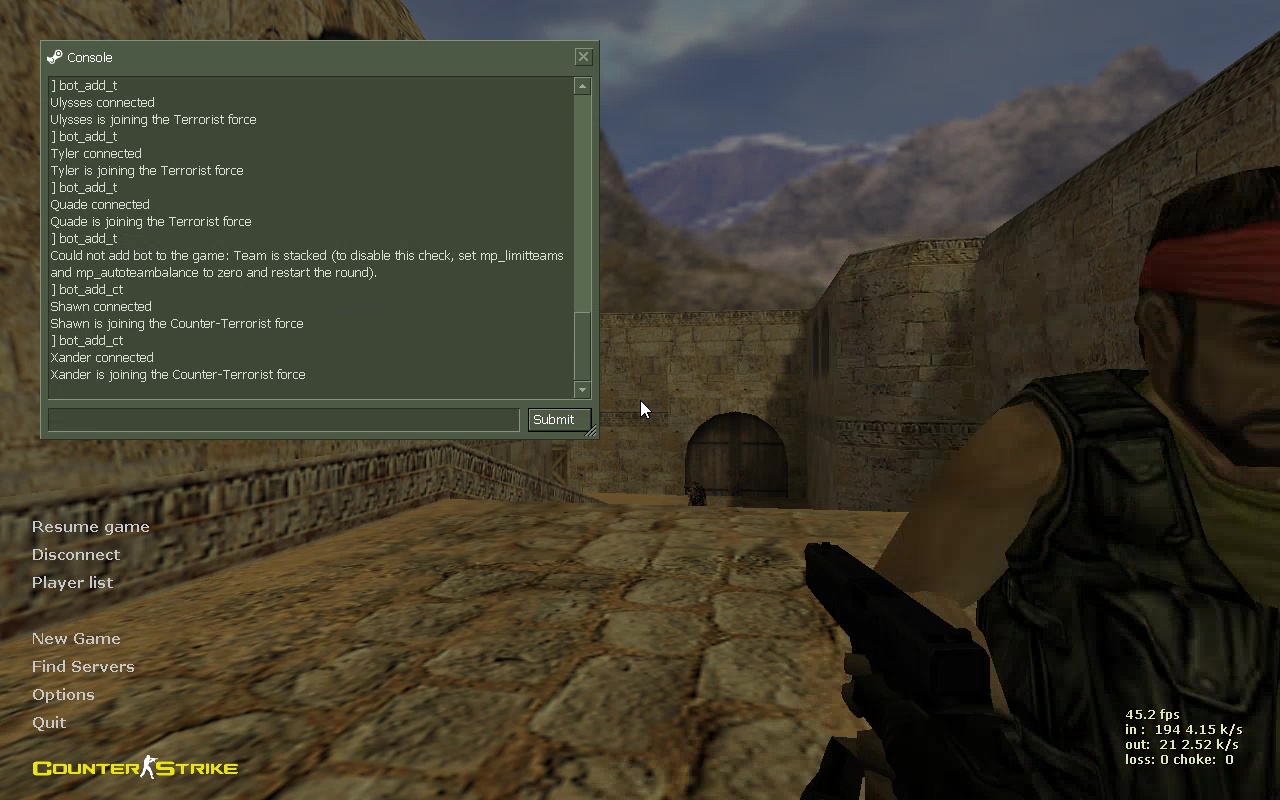 Console
] bot_add_t
Ulysses connected
Ulysses is joining the Terrorist force
] bot_add_t
Tyler connected
Tyler is joining the Terrorist force
] bot_add_t
Quade connected
Quade is joining the Terrorist force
] bot_add_t
Could not add bot to the game: Team is stacked (to disable this check, set mp_limitteams
and mp_autoteambalance to zero and restart the round).
] bot_add_ct
Shawn connected
Shawn is joining the Counter-Terrorist force
] bot_add_ct
Xander connected
Xander is joining the Counter-Terrorist force
Submit
Resume game
Disconnect
Player list
New Game
Find Servers
Options
Quit
COUNTER STRIKE
45.2 fps
in : 194 4.15 k/s
out: 21 2.52 k/s
loss: 0 choke: 0